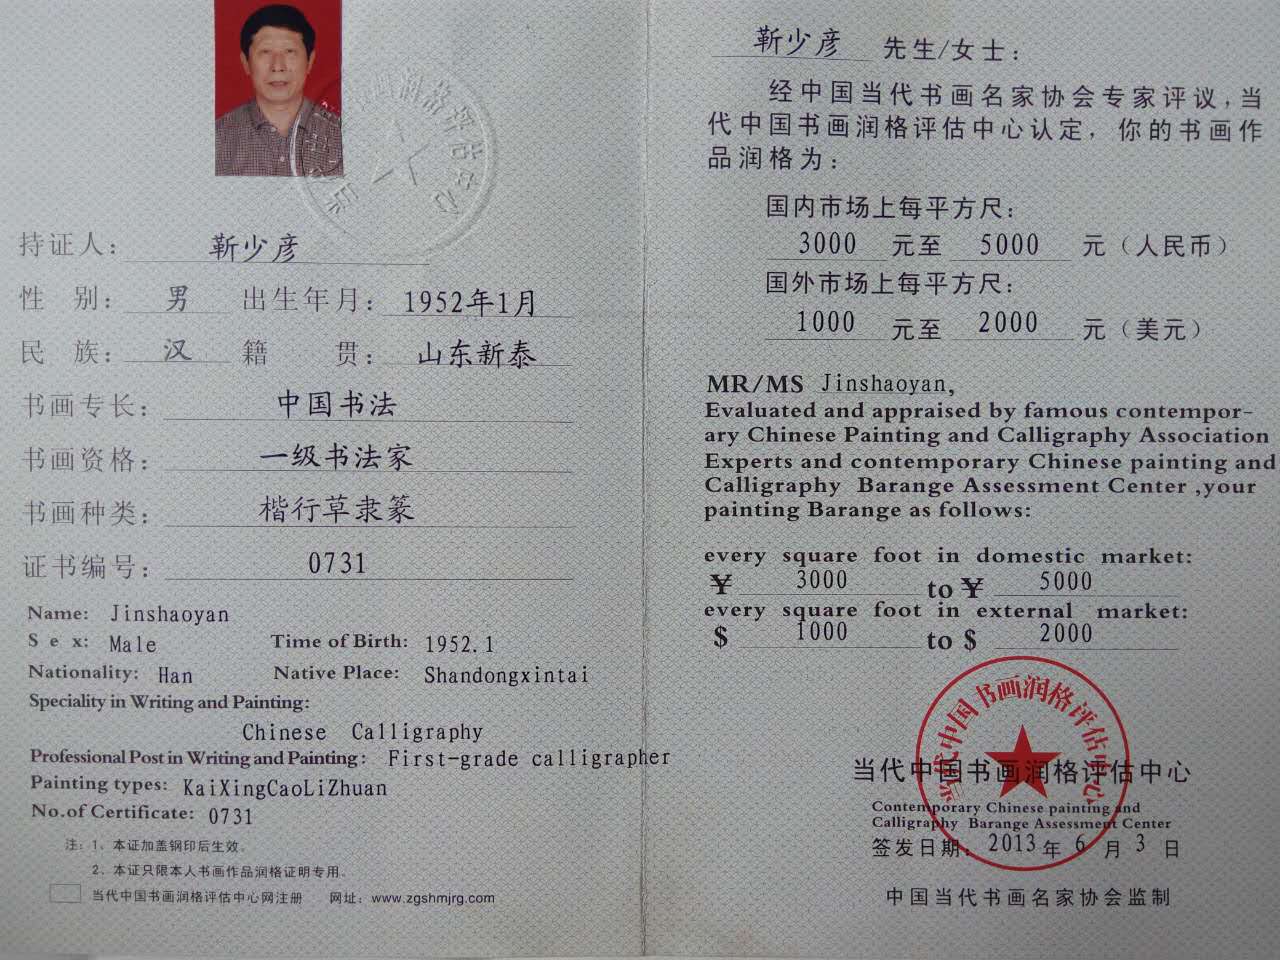 持证人：靳少彦
性 别：男 出生年月：1952年1月
民 族：汉 籍 贯：山东新泰
书画专长：中国书法
书画资格：一级书法家
书画种类：楷行草隶篆
证书编号：0731
Name: Jinshaoyan
Sex: Male Time of Birth: 1952.1
Nationality: Han Native Place: Shandongxintai
Speciality in Writing and Painting:
Chinese Calligraphy
Professional Post in Writing and Painting: First-grade calligrapher
Painting types: KaiXingCaoLiZhuan
No.of Certificate: 0731
注：1、本证加盖钢印后生效。
2、本证只限本人书画作品润格证明专用。
当代中国书画润格评估中心网注册 网址：www.zgshmjrg.com
靳少彦 先生/女士：
经中国当代书画名家协会专家评议，当
代中国书画润格评估中心认定，你的书画作
品润格为：
国内市场上每平方尺：
3000 元至 5000 元（人民币）
国外市场上每平方尺：
1000 元至 2000 元（美元）
MR/MS Jinshaoyan,
Evaluated and appraised by famous contempor-
ary Chinese Painting and Calligraphy Association
Experts and contemporary Chinese painting and
Calligraphy Barange Assessment Center ,your
painting Barange as follows:
every square foot in domestic market:
¥ 3000 to ¥ 5000
every square foot in external market:
$ 1000 to $ 2000
当代中国书画润格评估中心
当代中国书画润格评估中心
Contemporary Chinese painting and
Calligraphy Barange Assessment Center
签发日期：2013年 6 月 3 日
中国当代书画名家协会监制